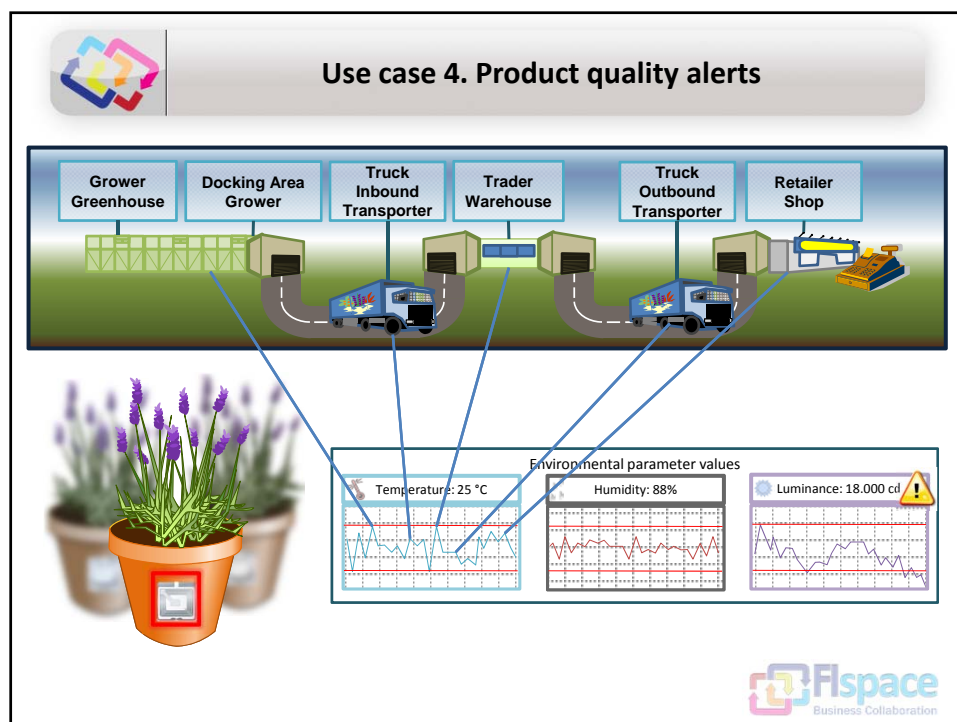 Use case 4. Product quality alerts
Grower
Greenhouse
Docking Area
Grower
Truck
Inbound
Transporter
Trader
Warehouse
Truck
Outbound
Transporter
Retailer
Shop
Environmental parameter values
Temperature: 25 °C
Humidity: 88%
Luminance: 18.000 cd
FIspace
Business Collaboration